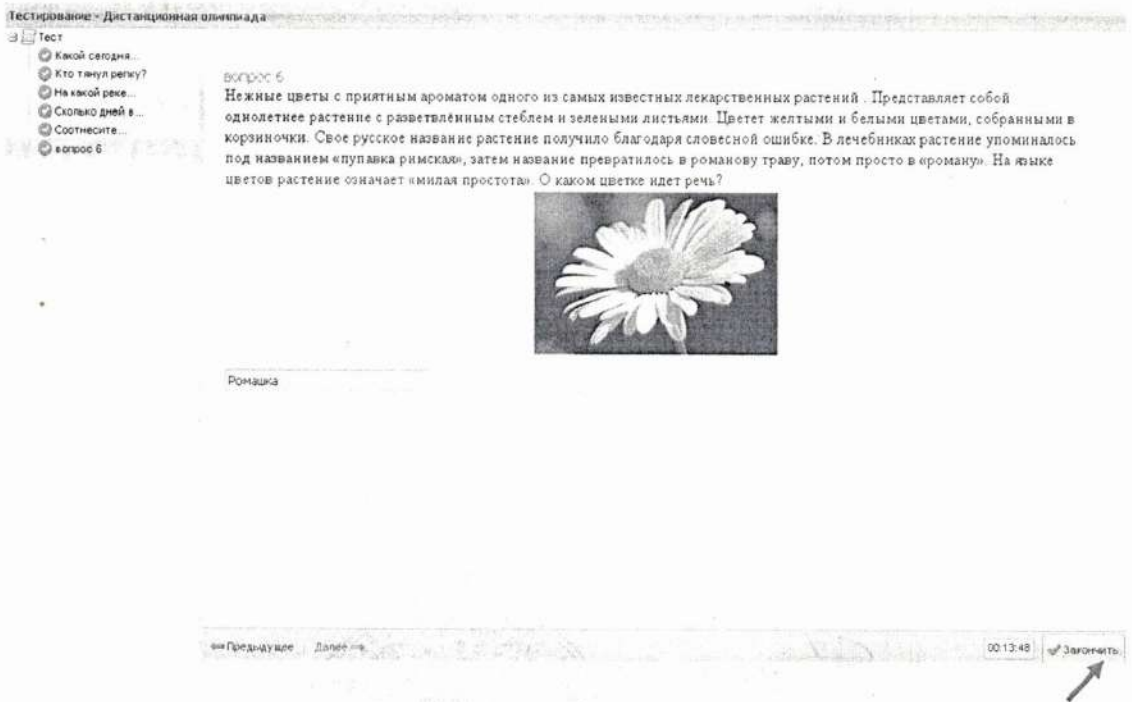 Тестирование - Дистанционная олимпиада
Тест
Какой сегодня...
Кто тянул репку?
На какой реке...
Сколько дней в...
Соотнесите...
вопрос 6
вопрос 6
Нежные цветы с приятным ароматом одного из самых известных лекарственных растений . Представляет собой
однолетнее растение с разветвлённым стеблем и зелеными листьями. Цветет желтыми и белыми цветами, собранными в
корзиночки. Свое русское название растение получило благодаря словесной ошибке. В лечебниках растение упоминалось
под названием «пупавка римская», затем название превратилось в романову траву, потом просто в «роману». На языке
цветов растение означает «милая простота». О каком цветке идет речь?
Ромашка
Предыдущее Далее
00:13:48 Закончить